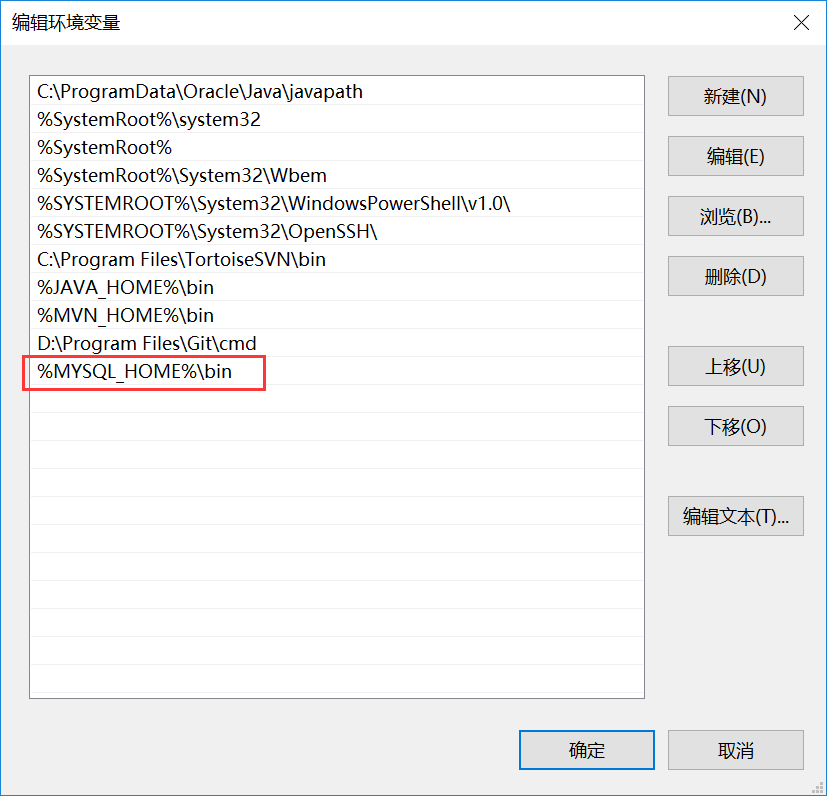 编辑环境变量
C:\ProgramData\Oracle\Java\javapath
%SystemRoot%\system32
%SystemRoot%
%SystemRoot%\System32\Wbem
%SYSTEMROOT%\System32\WindowsPowerShell\v1.0\
%SYSTEMROOT%\System32\OpenSSH\
C:\Program Files\TortoiseSVN\bin
%JAVA_HOME%\bin
%MVN_HOME%\bin
D:\Program Files\Git\cmd
%MYSQL_HOME%\bin
新建(N)
编辑(E)
浏览(B)...
删除(D)
上移(U)
下移(O)
编辑文本(T)...
确定
取消